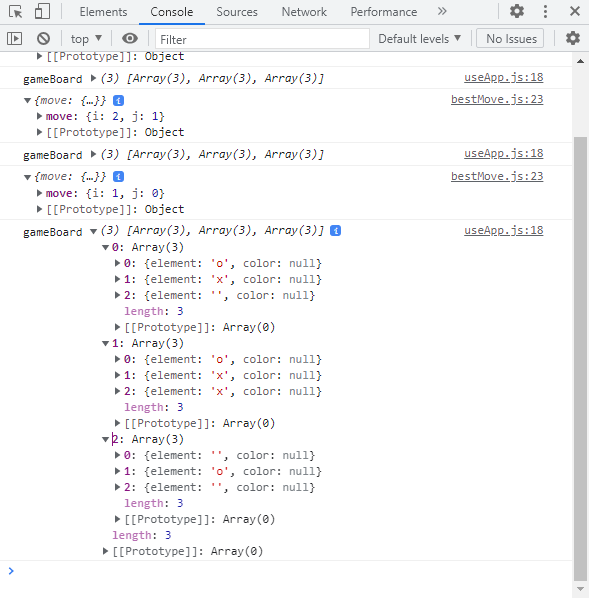 Elements Console Sources Network Performance »
top ▼ Filter Default levels ▼ No Issues
▶ [[Prototype]]: Object
gameBoard ▶ (3) [Array(3), Array(3), Array(3)] useApp.js:18
▼ {move: {…}} i bestMove.js:23
▶ move: {i: 2, j: 1}
▶ [[Prototype]]: Object
gameBoard ▶ (3) [Array(3), Array(3), Array(3)] useApp.js:18
▼ {move: {…}} i bestMove.js:23
▶ move: {i: 1, j: 0}
▶ [[Prototype]]: Object
gameBoard ▼ (3) [Array(3), Array(3), Array(3)] i useApp.js:18
▼ 0: Array(3)
▶ 0: {element: 'o', color: null}
▶ 1: {element: 'x', color: null}
▶ 2: {element: '', color: null}
length: 3
▶ [[Prototype]]: Array(0)
▼ 1: Array(3)
▶ 0: {element: 'o', color: null}
▶ 1: {element: 'x', color: null}
▶ 2: {element: 'x', color: null}
length: 3
▶ [[Prototype]]: Array(0)
▼ 2: Array(3)
▶ 0: {element: '', color: null}
▶ 1: {element: 'o', color: null}
▶ 2: {element: '', color: null}
length: 3
▶ [[Prototype]]: Array(0)
length: 3
▶ [[Prototype]]: Array(0)
>